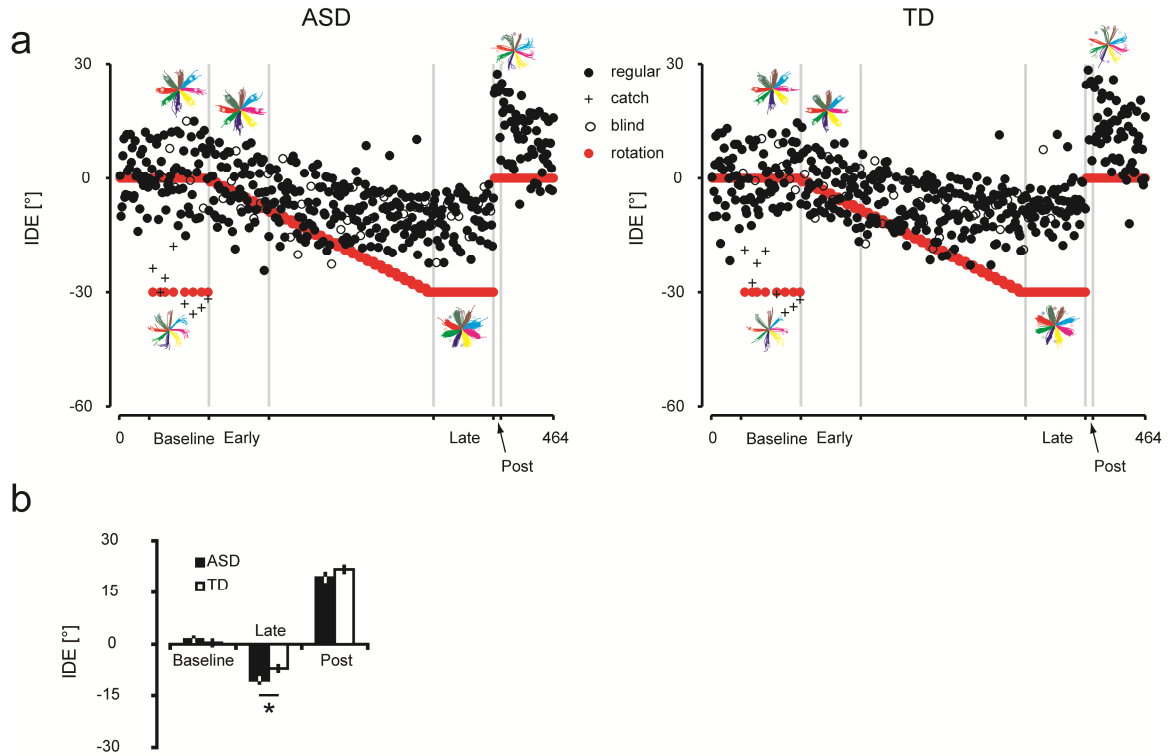 ASD
TD
a
30
0
-30
-60
IDE [°]
0
Baseline
Early
Late
464
Post
regular
catch
blind
rotation
30
0
-30
-60
IDE [°]
0
Baseline
Early
Late
464
Post
b
30
15
0
-15
-30
IDE [°]
ASD
TD
Late
Baseline
Post
*